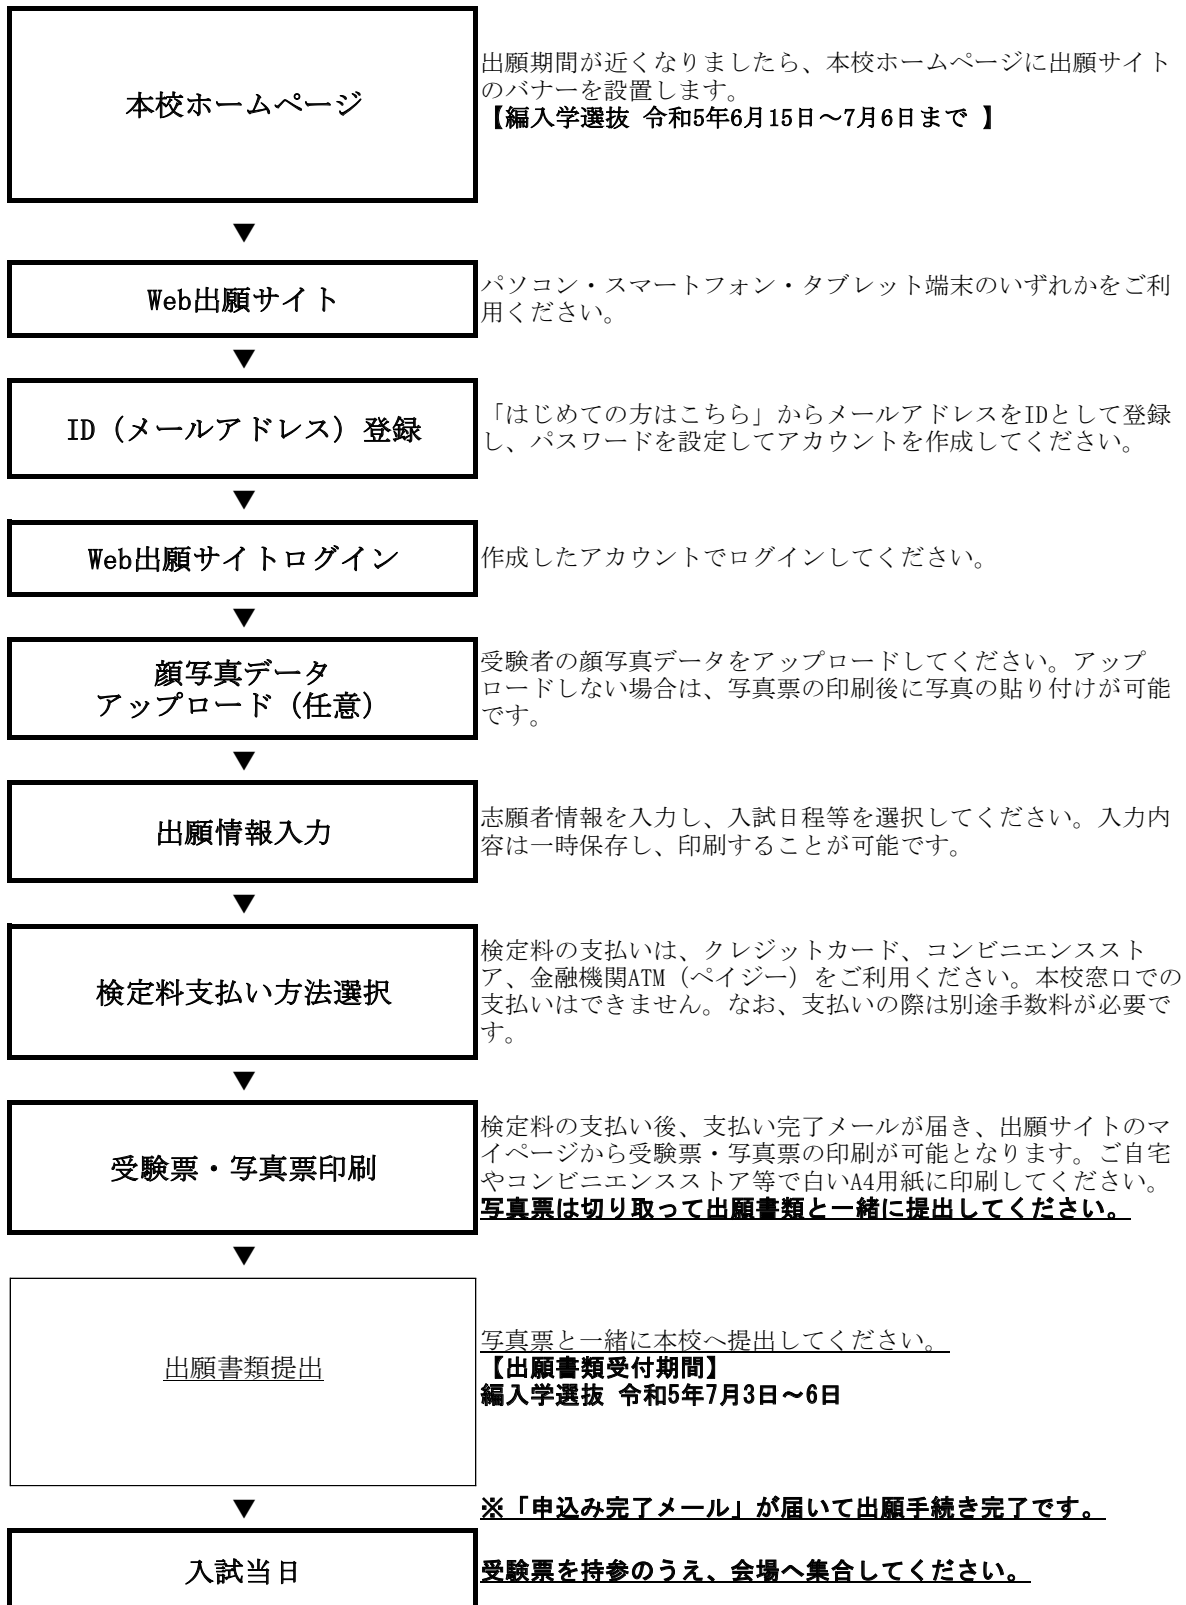 本校ホームページ
出願期間が近くなりましたら、本校ホームページに出願サイト
のバナーを設置します。
【編入学選抜 令和5年6月15日～7月6日まで 】
▼
Web出願サイト
パソコン・スマートフォン・タブレット端末のいずれかをご利
用ください。
▼
ID（メールアドレス）登録
「はじめての方はこちら」からメールアドレスをIDとして登録
し、パスワードを設定してアカウントを作成してください。
▼
Web出願サイトログイン
作成したアカウントでログインしてください。
▼
顔写真データ
アップロード（任意）
受験者の顔写真データをアップロードしてください。アップ
ロードしない場合は、写真票の印刷後に写真の貼り付けが可能
です。
▼
出願情報入力
志願者情報を入力し、入試日程等を選択してください。入力内
容は一時保存し、印刷することが可能です。
▼
検定料支払い方法選択
検定料の支払いは、クレジットカード、コンビニエンススト
ア、金融機関ATM（ペイジー）をご利用ください。本校窓口での
支払いはできません。なお、支払いの際は別途手数料が必要で
す。
▼
受験票・写真票印刷
検定料の支払い後、支払い完了メールが届き、出願サイトのマ
イページから受験票・写真票の印刷が可能となります。ご自宅
やコンビニエンスストア等で白いA4用紙に印刷してください。
写真票は切り取って出願書類と一緒に提出してください。
▼
出願書類提出
写真票と一緒に本校へ提出してください。
【出願書類受付期間】
編入学選抜 令和5年7月3日～6日
▼
※「申込み完了メール」が届いて出願手続き完了です。
入試当日
受験票を持参のうえ、会場へ集合してください。